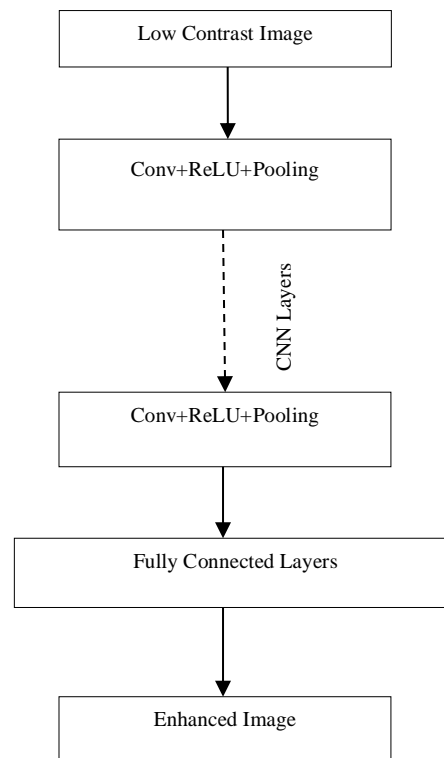 Low Contrast Image
Conv+ReLU+Pooling
CNN Layers
Conv+ReLU+Pooling
Fully Connected Layers
Enhanced Image